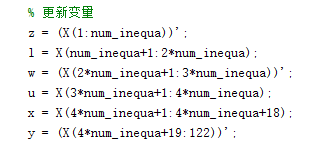 % 更新变量
z = (X(1:num_inequa))';
l = X(num_inequa+1:2*num_inequa);
w = (X(2*num_inequa+1:3*num_inequa))';
u = X(3*num_inequa+1:4*num_inequa);
x = X(4*num_inequa+1:4*num_inequa+18);
y = (X(4*num_inequa+19:122))';